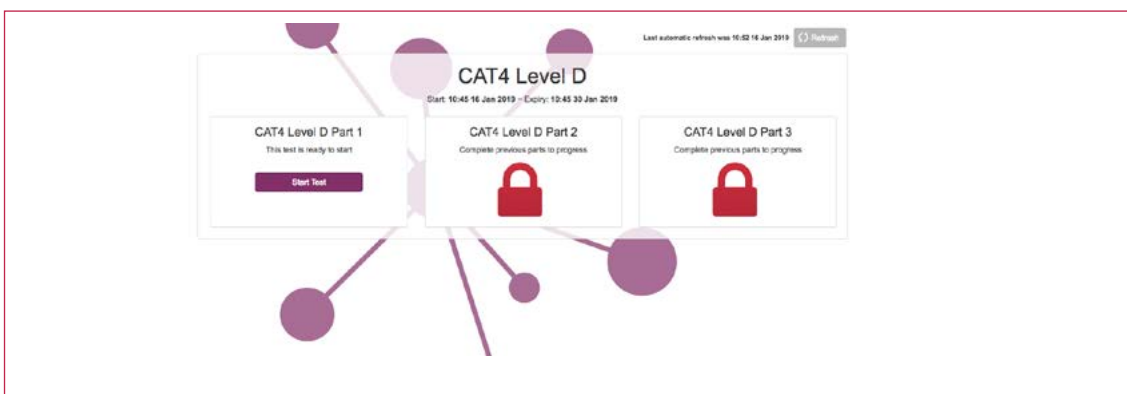 Last automatic refresh was 10:52 16 Jan 2019
Refresh
CAT4 Level D
Start: 10:45 16 Jan 2019 - Expiry: 10:45 30 Jan 2019
CAT4 Level D Part 1
This test is ready to start
Start Test
CAT4 Level D Part 2
Complete previous parts to progress
CAT4 Level D Part 3
Complete previous parts to progress